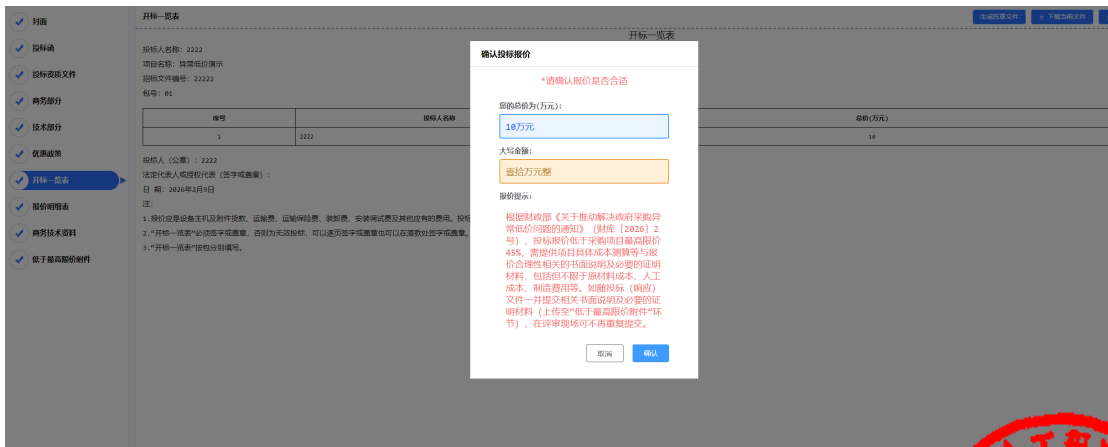 封面
投标函
投标资质文件
商务部分
技术部分
优惠政策
开标一览表
报价明细表
商务技术资料
低于最高限价附件
开标一览表
生成签章文件
下载当前文件
开标一览表
投标人名称: 2222
项目名称: 异常低价演示
招标文件编号: 22222
包号: 01
序号 投标人名称 总价(万元)
1 2222 10
投标人 (公章) : 2222
法定代表人或授权代表 (签字或盖章) :
日 期: 2026年2月9日
注:
1.报价应是设备主机及附件货款、运输费、运输保险费、装卸费、安装调试费及其他应有的费用。投标
2."开标一览表"必须签字或盖章, 否则为无效投标, 可以逐页签字或盖章也可以在落款处签字或盖章。
3."开标一览表"按包分别填写。
确认投标报价
*请确认报价是否合适
您的总价为(万元):
10万元
大写金额:
壹拾万元整
报价提示:
根据财政部《关于推动解决政府采购异
常低价问题的通知》(财库〔2026〕2
号), 投标报价低于采购项目最高限价
45%, 需提供项目具体成本测算等与报
价合理性相关的书面说明及必要的证明
材料, 包括但不限于原材料成本、人工
成本、制造费用等。如随投标 (响应)
文件一并提交相关书面说明及必要的证
明材料 (上传至"低于最高限价附件"环
节) , 在评审现场可不再重复提交。
取消
确认